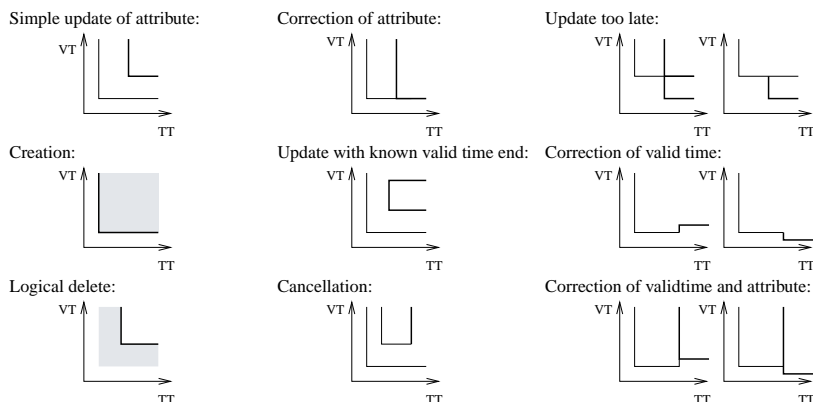 Simple update of attribute:
VT
TT
Correction of attribute:
VT
TT
Update too late:
VT
TT
VT
TT
Creation:
VT
TT
Update with known valid time end:
VT
TT
Correction of valid time:
VT
TT
VT
TT
Logical delete:
VT
TT
Cancellation:
VT
TT
Correction of validtime and attribute:
VT
TT
VT
TT